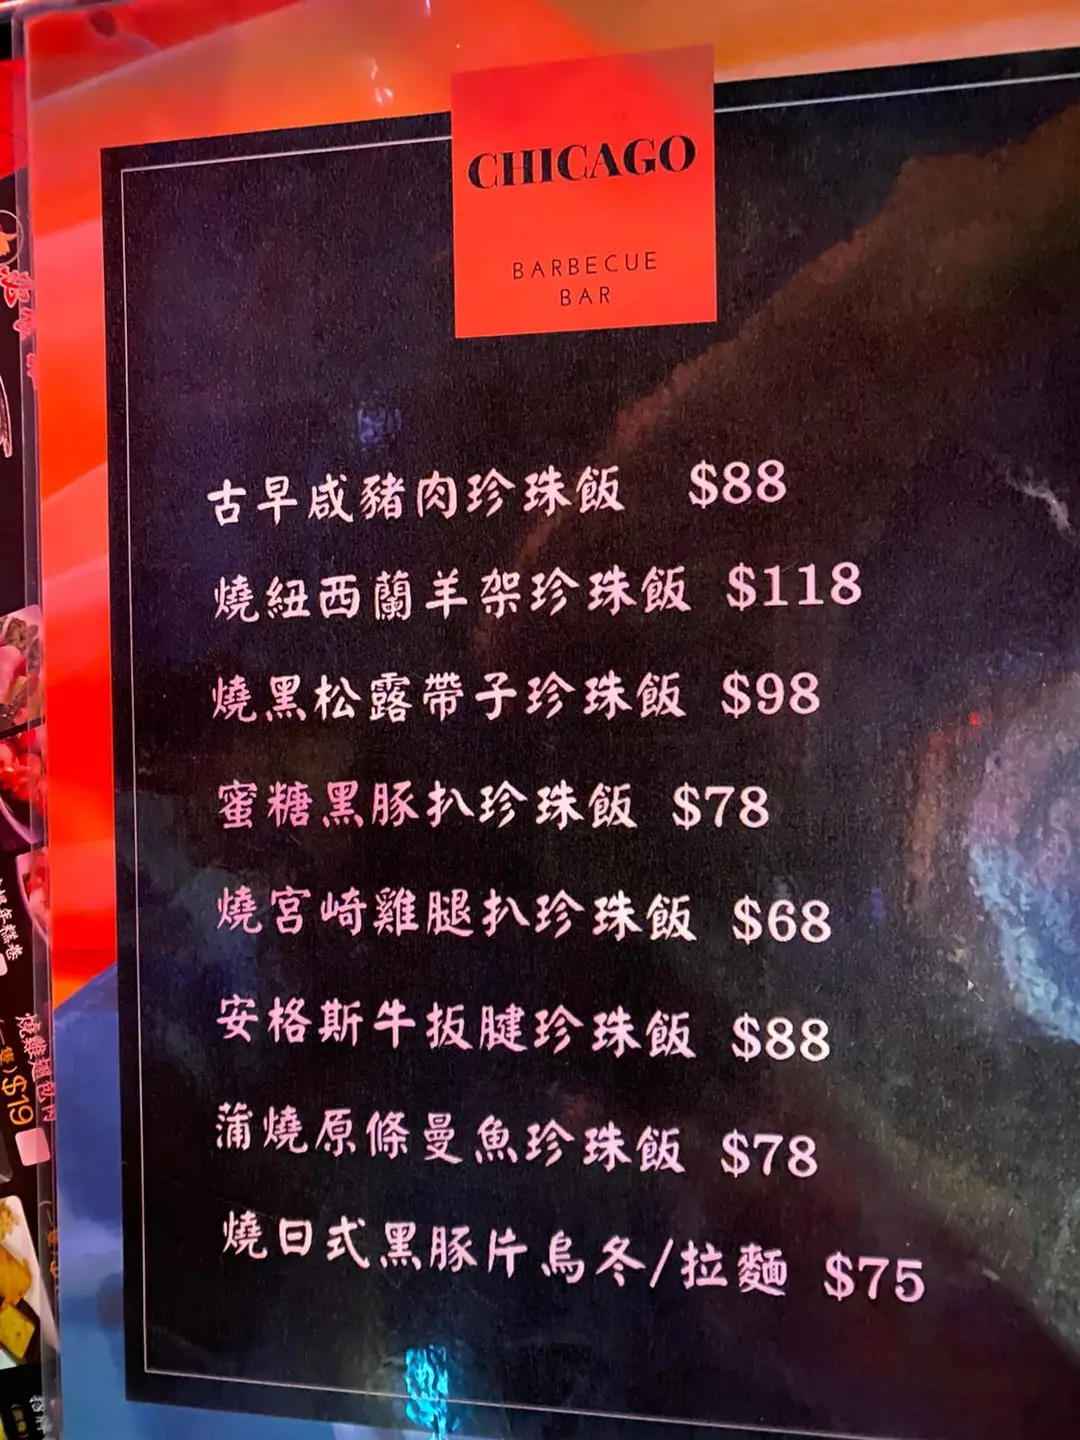 CHICAGO
BARBECUE
BAR
古早咸豬肉珍珠飯 $88
燒紐西蘭羊架珍珠飯 $118
燒黑松露帶子珍珠飯 $98
蜜糖黑豚扒珍珠飯 $78
燒宮崎雞腿扒珍珠飯 $68
安格斯牛扳腱珍珠飯 $88
蒲燒原條曼魚珍珠飯 $78
燒日式黑豚片烏冬/拉麵 $75
$19